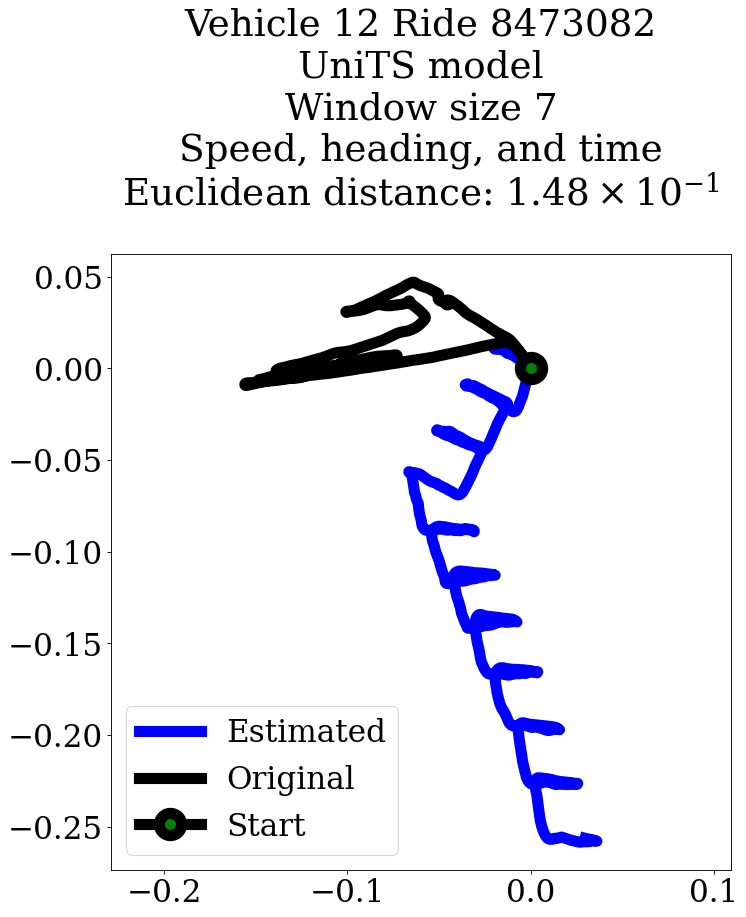 Vehicle 12 Ride 8473082
UniTS model
Window size 7
Speed, heading, and time
Euclidean distance: 1.48 × 10⁻¹
0.05
0.00
−0.05
−0.10
−0.15
−0.20
−0.25
Estimated
Original
Start
−0.2
−0.1
0.0
0.1